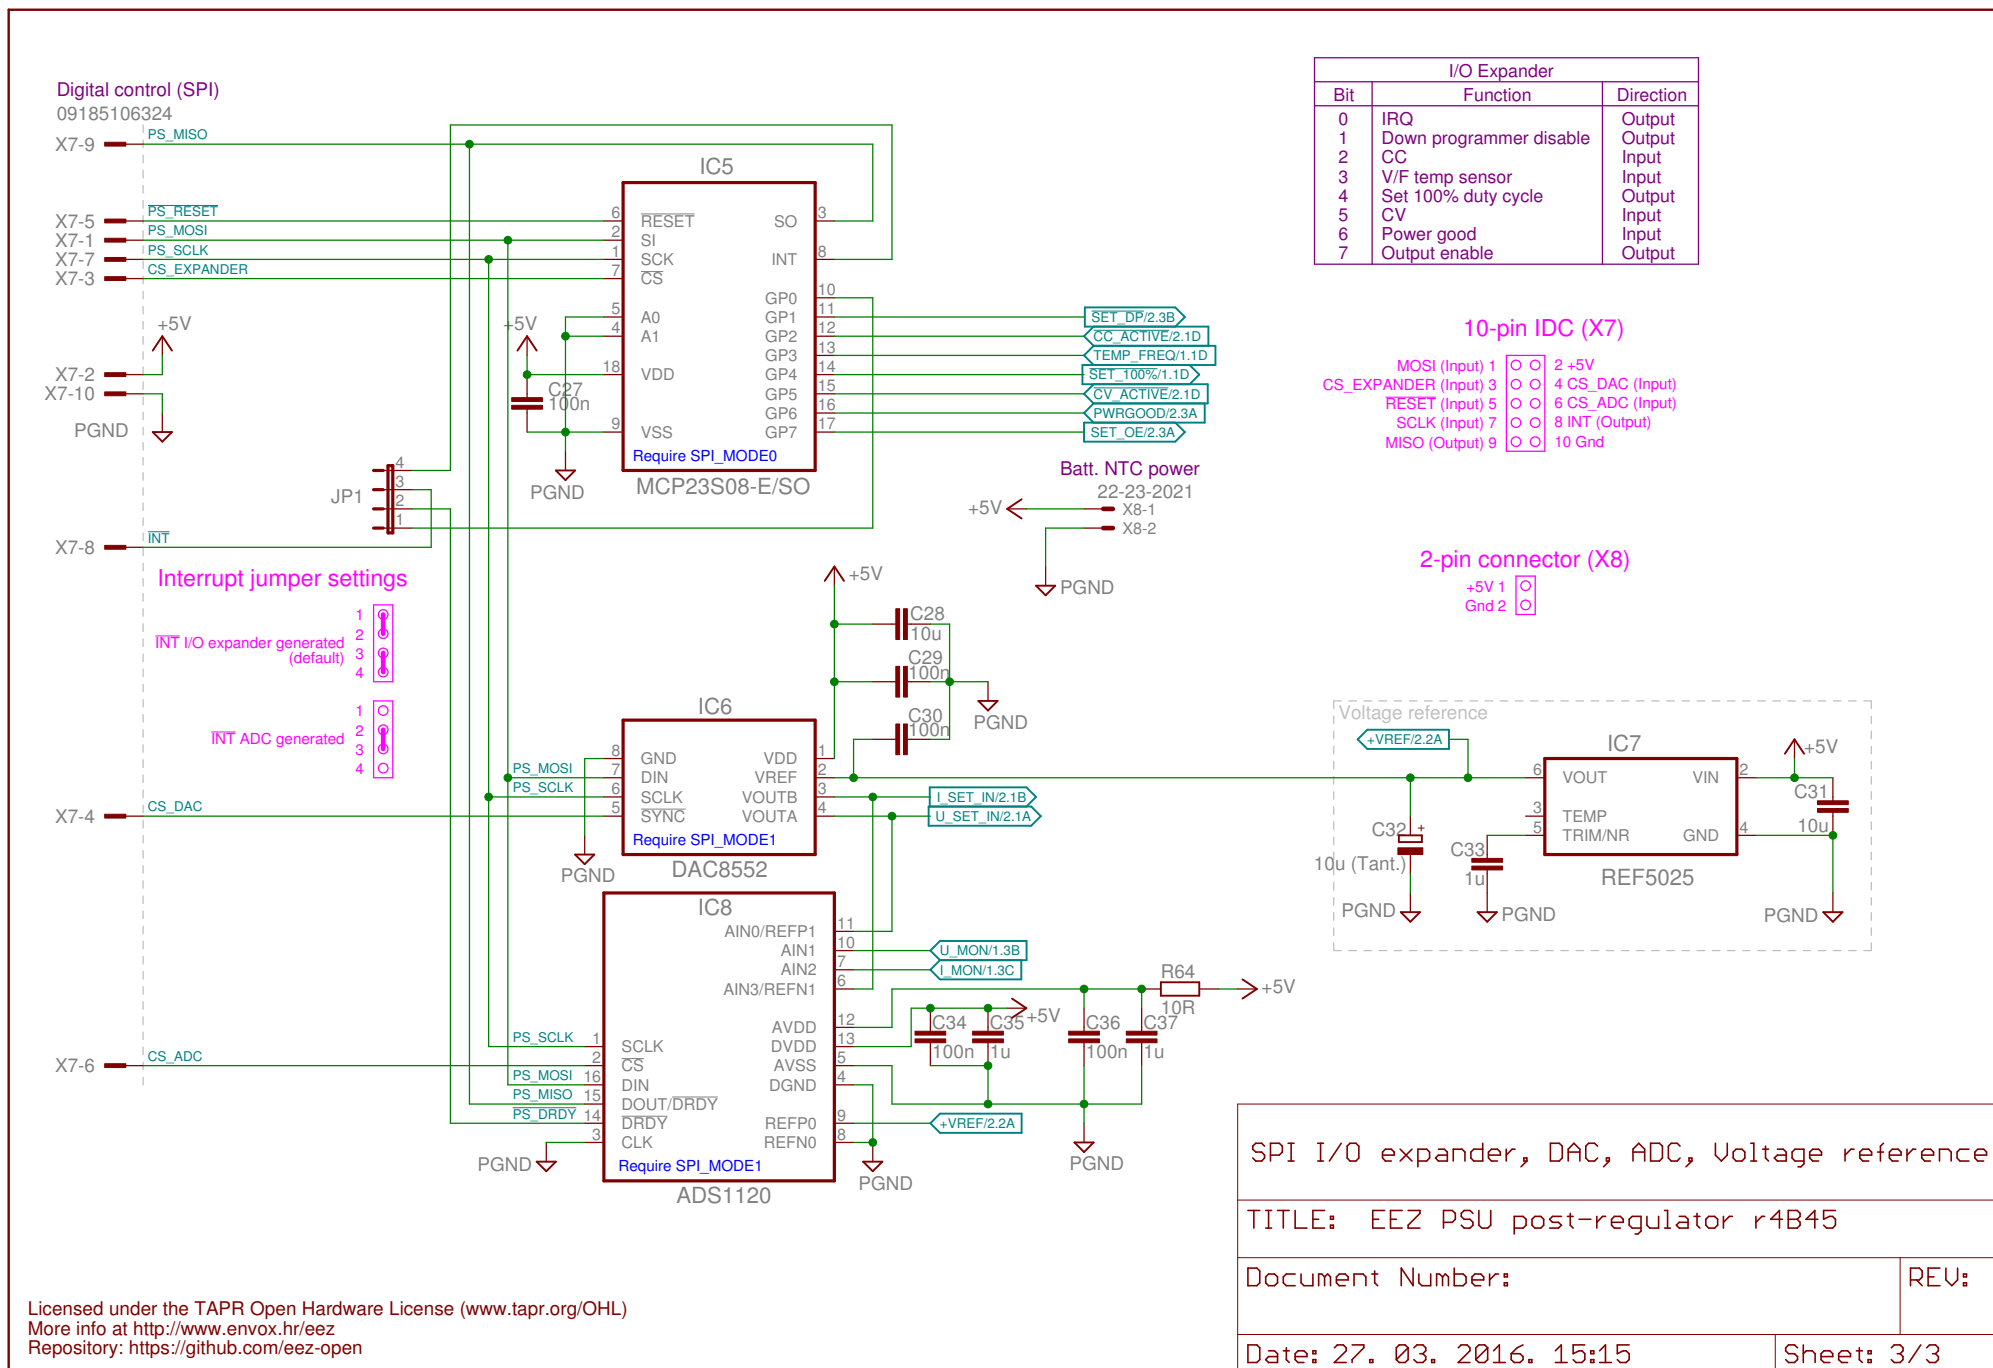 Digital control (SPI)
09185106324
X7-9 PS_MISO
X7-5 PS_RESET
X7-1 PS_MOSI
X7-7 PS_SCLK
X7-3 CS_EXPANDER
+5V
X7-2
X7-10
PGND
JP1
4
3
2
1
X7-8 INT
Interrupt jumper settings
1
2
3
4
INT I/O expander generated
(default)
1
2
3
4
INT ADC generated
X7-4 CS_DAC
X7-6 CS_ADC
IC5
6 RESET
2 SI
1 SCK
7 CS
5 A0
4 A1
18 VDD
9 VSS
SO 3
INT 8
GP0 10
GP1 11 SET_DP/2.3B
GP2 12 CC_ACTIVE/2.1D
GP3 13 TEMP_FREQ/1.1D
GP4 14 SET_100%/1.1D
GP5 15 CV_ACTIVE/2.1D
GP6 16 PWRGOOD/2.3A
GP7 17 SET_OE/2.3A
Require SPI_MODE0
MCP23S08-E/SO
+5V
C27
100n
PGND
Batt. NTC power
22-23-2021
+5V X8-1
X8-2
PGND
+5V
C28
10u
C29
100n
C30
100n
PGND
IC6
8 GND
PS_MOSI 7 DIN
PS_SCLK 6 SCLK
5 SYNC
VDD 1
VREF 2
VOUTB 3 I_SET_IN/2.1B
VOUTA 4 U_SET_IN/2.1A
Require SPI_MODE1
DAC8552
PGND
IC8
AIN0/REFP1 11
AIN1 10 U_MON/1.3B
AIN2 7 I_MON/1.3C
AIN3/REFN1 6
AVDD 12
DVDD 13
AVSS 5
DGND 4
REFP0 9 +VREF/2.2A
REFN0 8
PS_SCLK 1 SCLK
2 CS
PS_MOSI 16 DIN
PS_MISO 15 DOUT/DRDY
PS_DRDY 14 DRDY
3 CLK
PGND
Require SPI_MODE1
ADS1120
PGND
C34
100n
C35
1u
+5V
C36
100n
C37
1u
R64
10R
+5V
PGND
I/O Expander
Bit Function Direction
0 IRQ Output
1 Down programmer disable Output
2 CC Input
3 V/F temp sensor Input
4 Set 100% duty cycle Output
5 CV Input
6 Power good Input
7 Output enable Output
10-pin IDC (X7)
MOSI (Input) 1 2 +5V
CS_EXPANDER (Input) 3 4 CS_DAC (Input)
RESET (Input) 5 6 CS_ADC (Input)
SCLK (Input) 7 8 INT (Output)
MISO (Output) 9 10 Gnd
2-pin connector (X8)
+5V 1
Gnd 2
Voltage reference
+VREF/2.2A
IC7
6 VOUT VIN 2
3 TEMP
5 TRIM/NR GND 4
REF5025
+5V
C31
10u
C32
+
10u (Tant.)
C33
1u
PGND
PGND
PGND
SPI I/O expander, DAC, ADC, Voltage reference
TITLE: EEZ PSU post-regulator r4B45
Document Number:
REV:
Date: 27. 03. 2016. 15:15
Sheet: 3/3
Licensed under the TAPR Open Hardware License (www.tapr.org/OHL)
More info at http://www.envox.hr/eez
Repository: https://github.com/eez-open